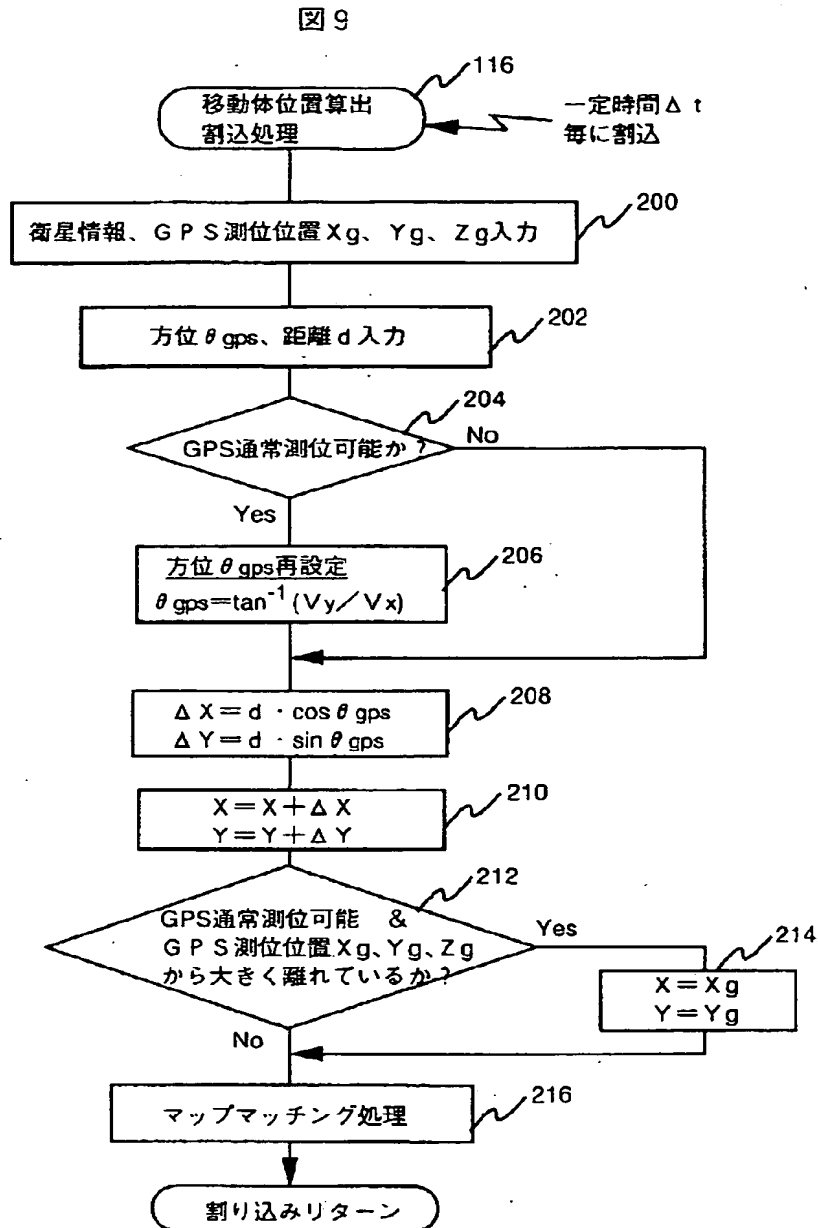 図9
116
移動体位置算出
割込処理
一定時間Δt
毎に割込
200
衛星情報、GPS測位位置Xg、Yg、Zg入力
202
方位θgps、距離d入力
204
GPS通常測位可能か?
No
Yes
206
方位θgps再設定
θgps=tan⁻¹(Vy/Vx)
208
ΔX=d・cosθgps
ΔY=d・sinθgps
210
X=X+ΔX
Y=Y+ΔY
212
GPS通常測位可能 &
GPS測位位置Xg、Yg、Zg
から大きく離れているか?
Yes
214
X=Xg
Y=Yg
No
216
マップマッチング処理
割り込みリターン